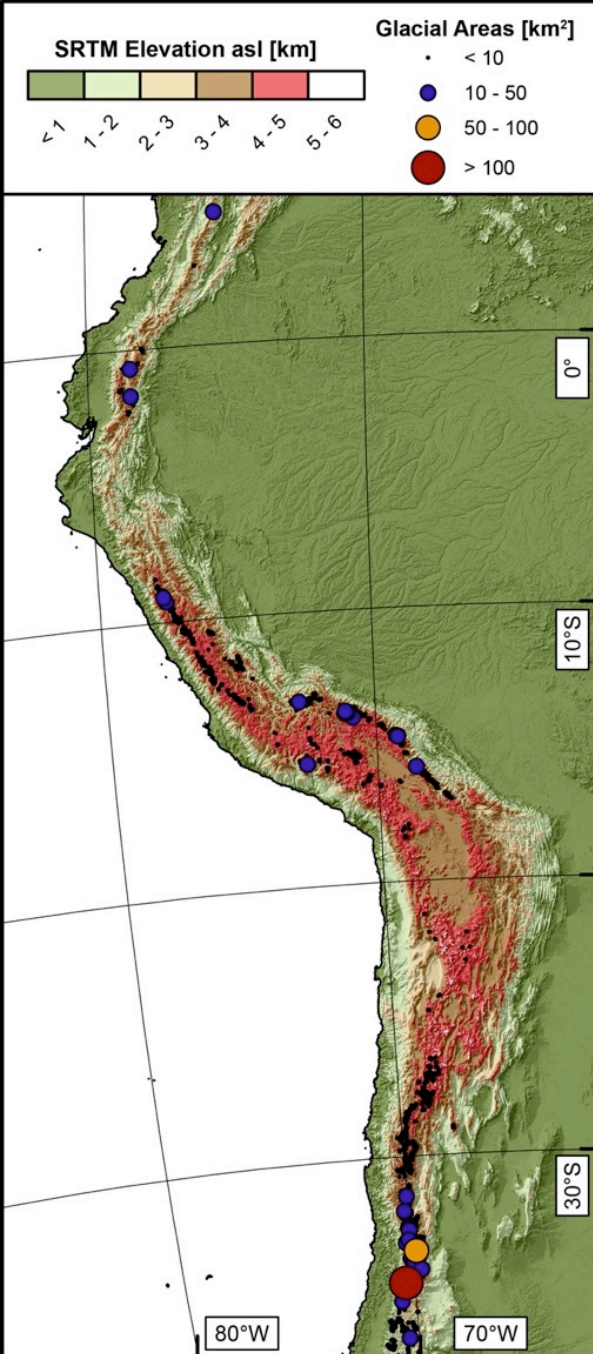 SRTM Elevation asl [km]
< 1
1 - 2
2 - 3
3 - 4
4 - 5
5 - 6
Glacial Areas [km²]
< 10
10 - 50
50 - 100
> 100
0°
10°S
30°S
80°W
70°W